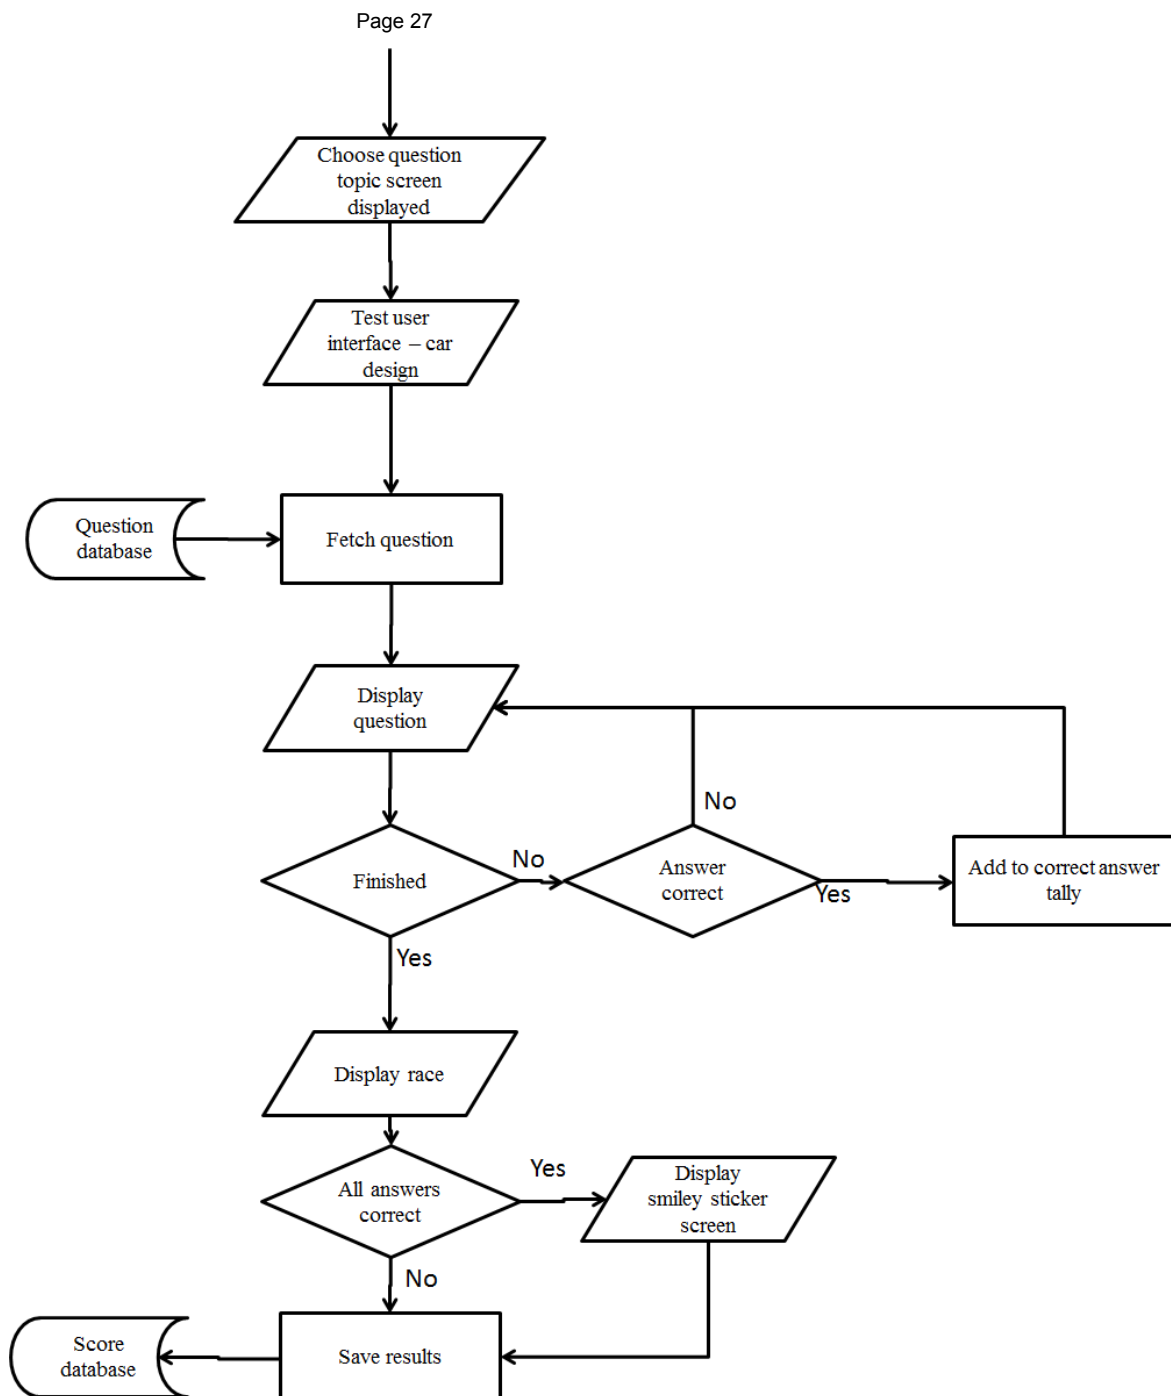 Page 27
Choose question
topic screen
displayed
Test user
interface – car
design
Question
database
Fetch question
Display
question
No
Finished
No
Answer
correct
Yes
Add to correct answer
tally
Yes
Display race
All answers
correct
Yes
Display
smiley sticker
screen
No
Score
database
Save results